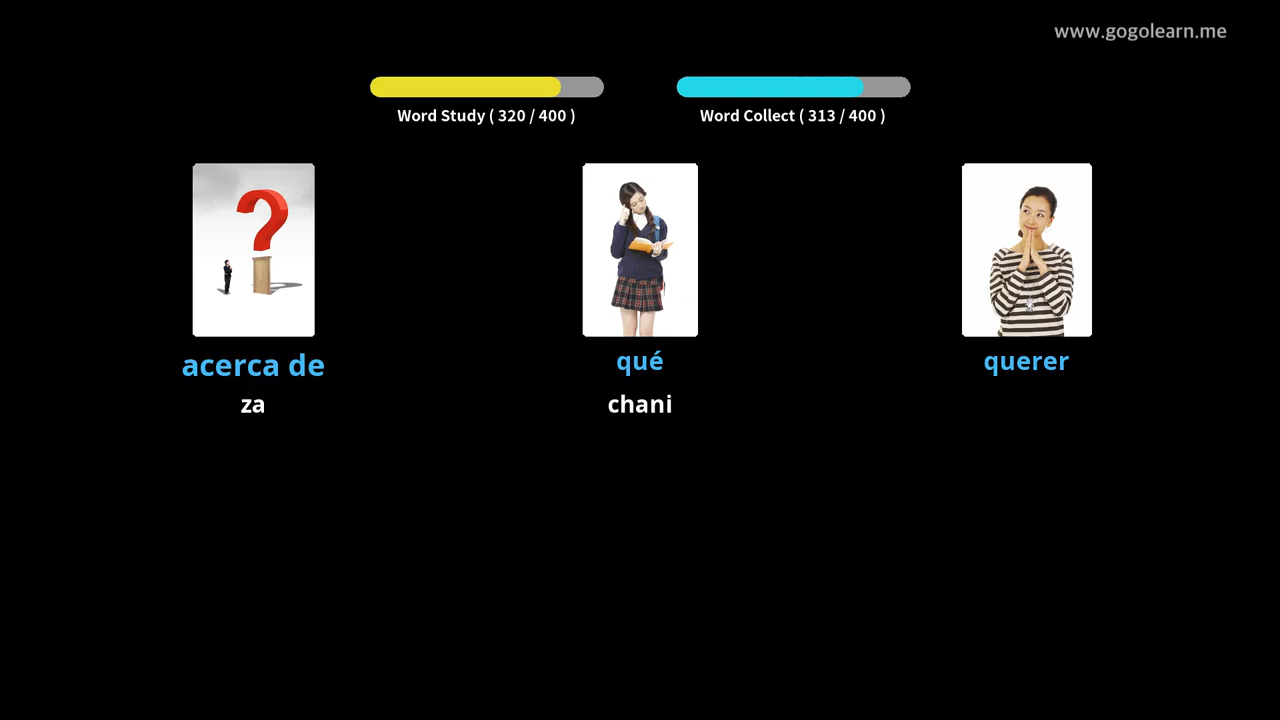 www.gogolearn.me
Word Study ( 320 / 400 )
Word Collect ( 313 / 400 )
acerca de
za
qué
chani
querer